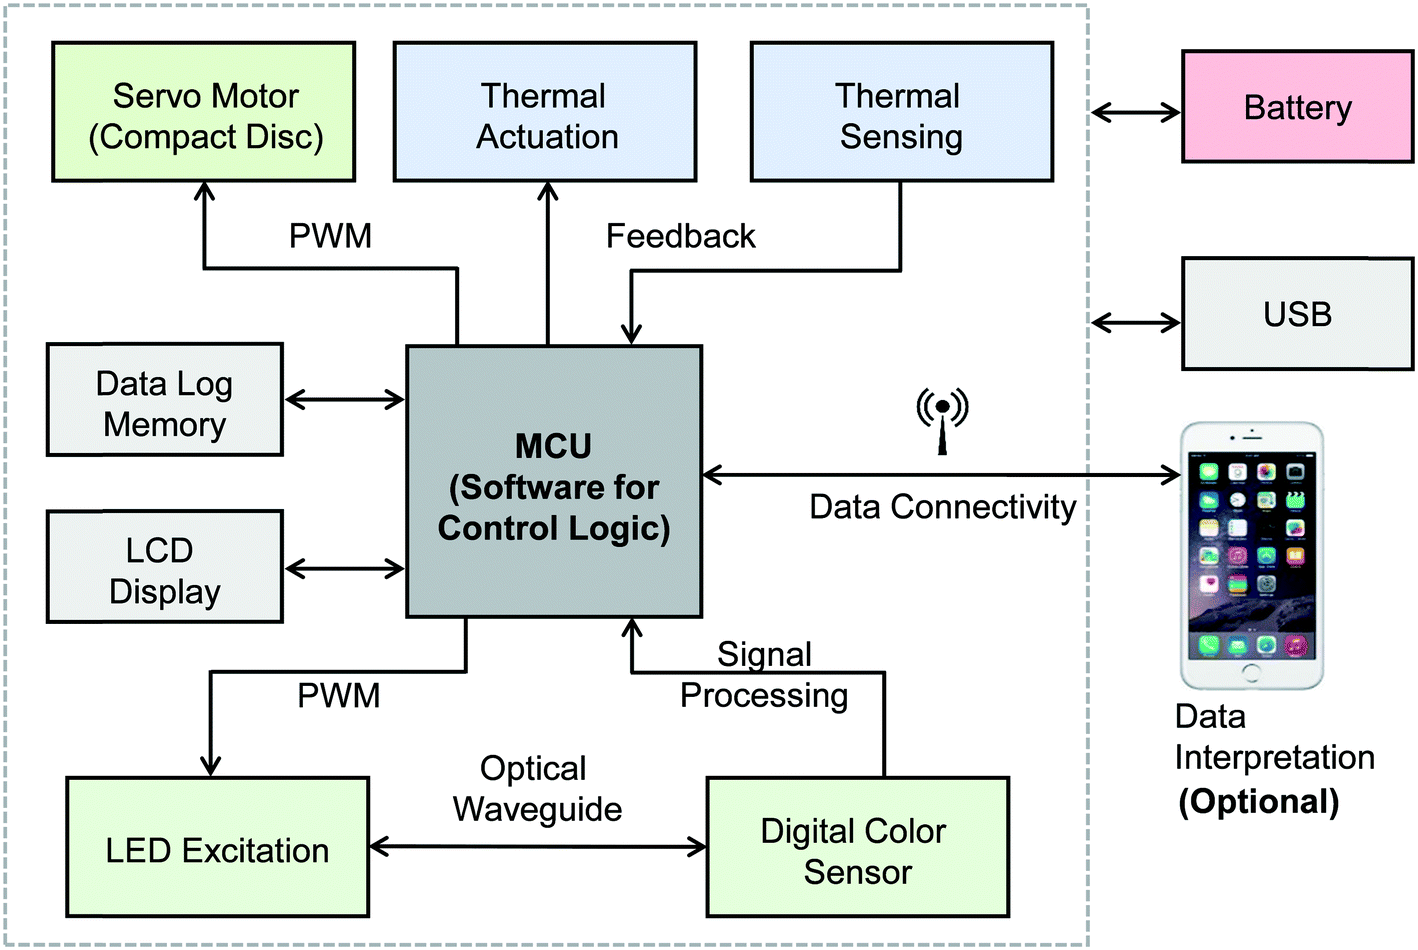 Servo Motor
(Compact Disc)
Thermal
Actuation
Thermal
Sensing
Battery
PWM
Feedback
USB
Data Log
Memory
MCU
(Software for
Control Logic)
Data Connectivity
LCD
Display
Signal
Processing
PWM
Data
Interpretation
(Optional)
Optical
Waveguide
LED Excitation
Digital Color
Sensor